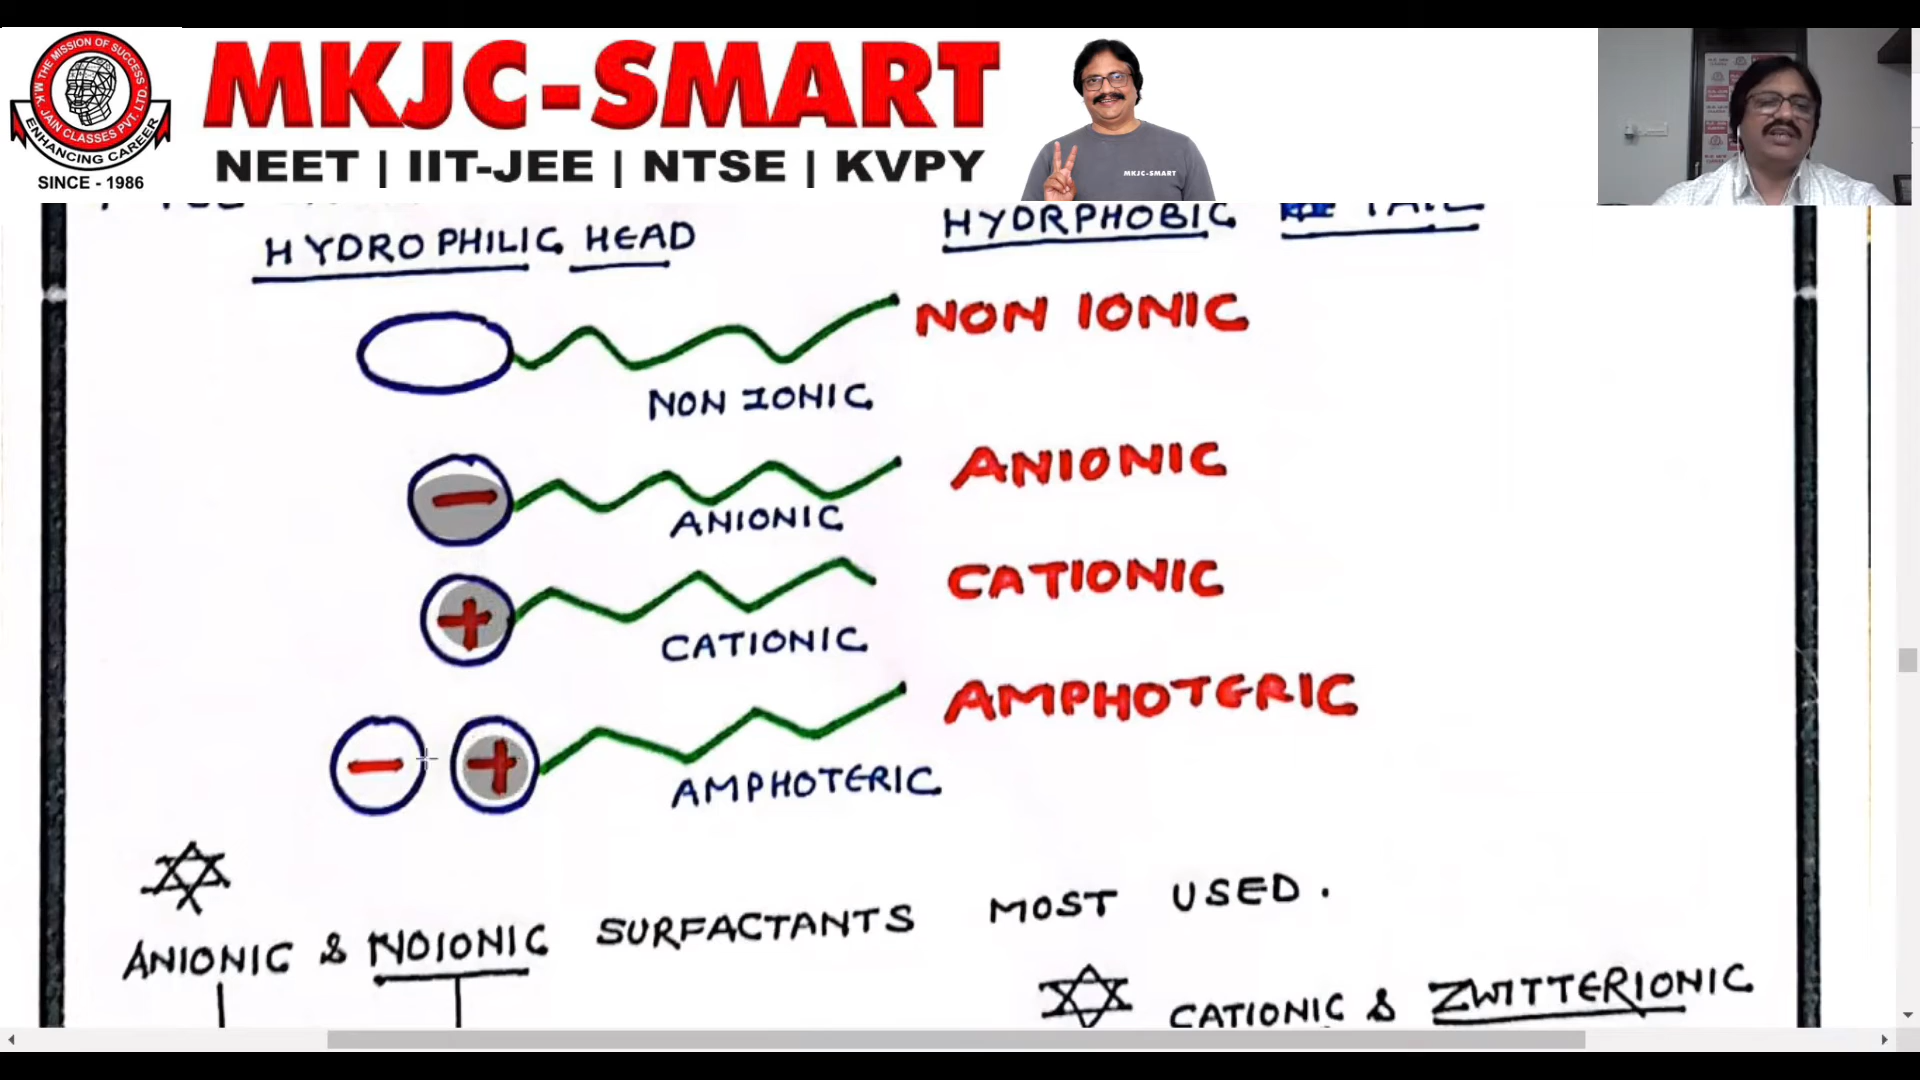 THE MISSION OF SUCCESS
M.K. JAIN CLASSES PVT. LTD.
ENHANCING CAREER
SINCE - 1986
MKJC-SMART
NEET | IIT-JEE | NTSE | KVPY
MKJC-SMART
HYDROPHILIC HEAD
HYDRPHOBIC TAIL
NON IONIC
NON IONIC
ANIONIC
ANIONIC
CATIONIC
CATIONIC
AMPHOTERIC
AMPHOTERIC
ANIONIC & NOIONIC SURFACTANTS MOST USED.
CATIONIC & ZWITTERIONIC